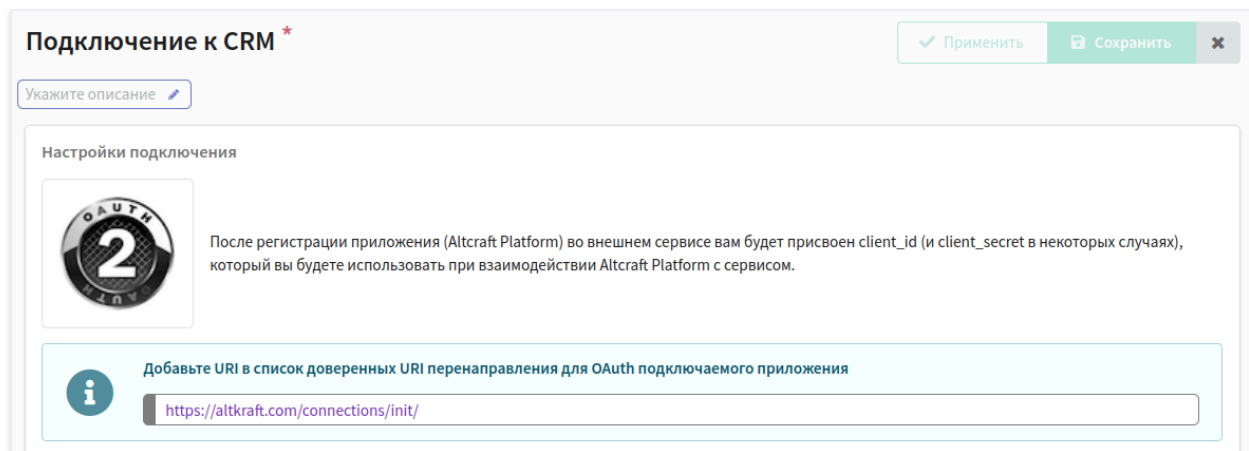 Подключение к CRM *
Применить
Сохранить
Укажите описание
Настройки подключения
OAUTH
2
OAUTH
После регистрации приложения (Altcraft Platform) во внешнем сервисе вам будет присвоен client_id (и client_secret в некоторых случаях),
который вы будете использовать при взаимодействии Altcraft Platform с сервисом.
Добавьте URI в список доверенных URI перенаправления для OAuth подключаемого приложения
https://altkraft.com/connections/init/